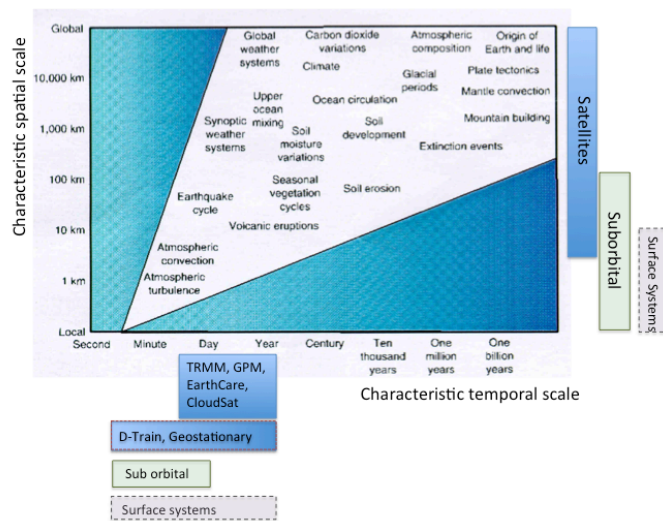 Characteristic spatial scale
Global
10,000 km
1,000 km
100 km
10 km
1 km
Local
Global
weather
systems
Carbon dioxide
variations
Atmospheric
composition
Origin of
Earth and life
Climate
Glacial
periods
Plate tectonics
Upper
ocean
mixing
Ocean circulation
Mantle convection
Synoptic
weather
systems
Soil
moisture
variations
Soil
development
Mountain building
Extinction events
Seasonal
vegetation
cycles
Soil erosion
Earthquake
cycle
Volcanic eruptions
Atmospheric
convection
Atmospheric
turbulence
Second
Minute
Day
Year
Century
Ten
thousand
years
One
million
years
One
billion
years
Characteristic temporal scale
Satellites
Suborbital
Surface Systems
TRMM, GPM,
EarthCare,
CloudSat
D-Train, Geostationary
Sub orbital
Surface systems